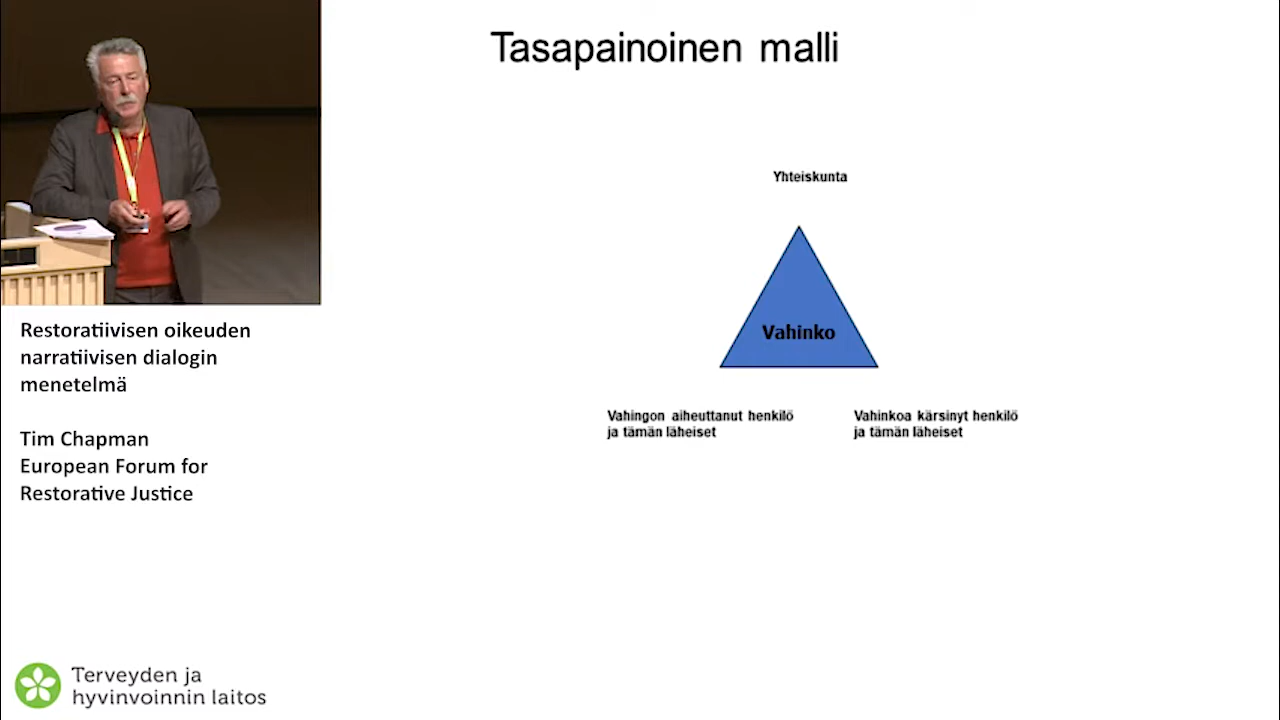 Tasapainoinen malli
Yhteiskunta
Vahinko
Vahingon aiheuttanut henkilö
ja tämän läheiset
Vahinkoa kärsinyt henkilö
ja tämän läheiset
Restoratiivisen oikeuden
narratiivisen dialogin
menetelmä
Tim Chapman
European Forum for
Restorative Justice
Terveyden ja
hyvinvoinnin laitos